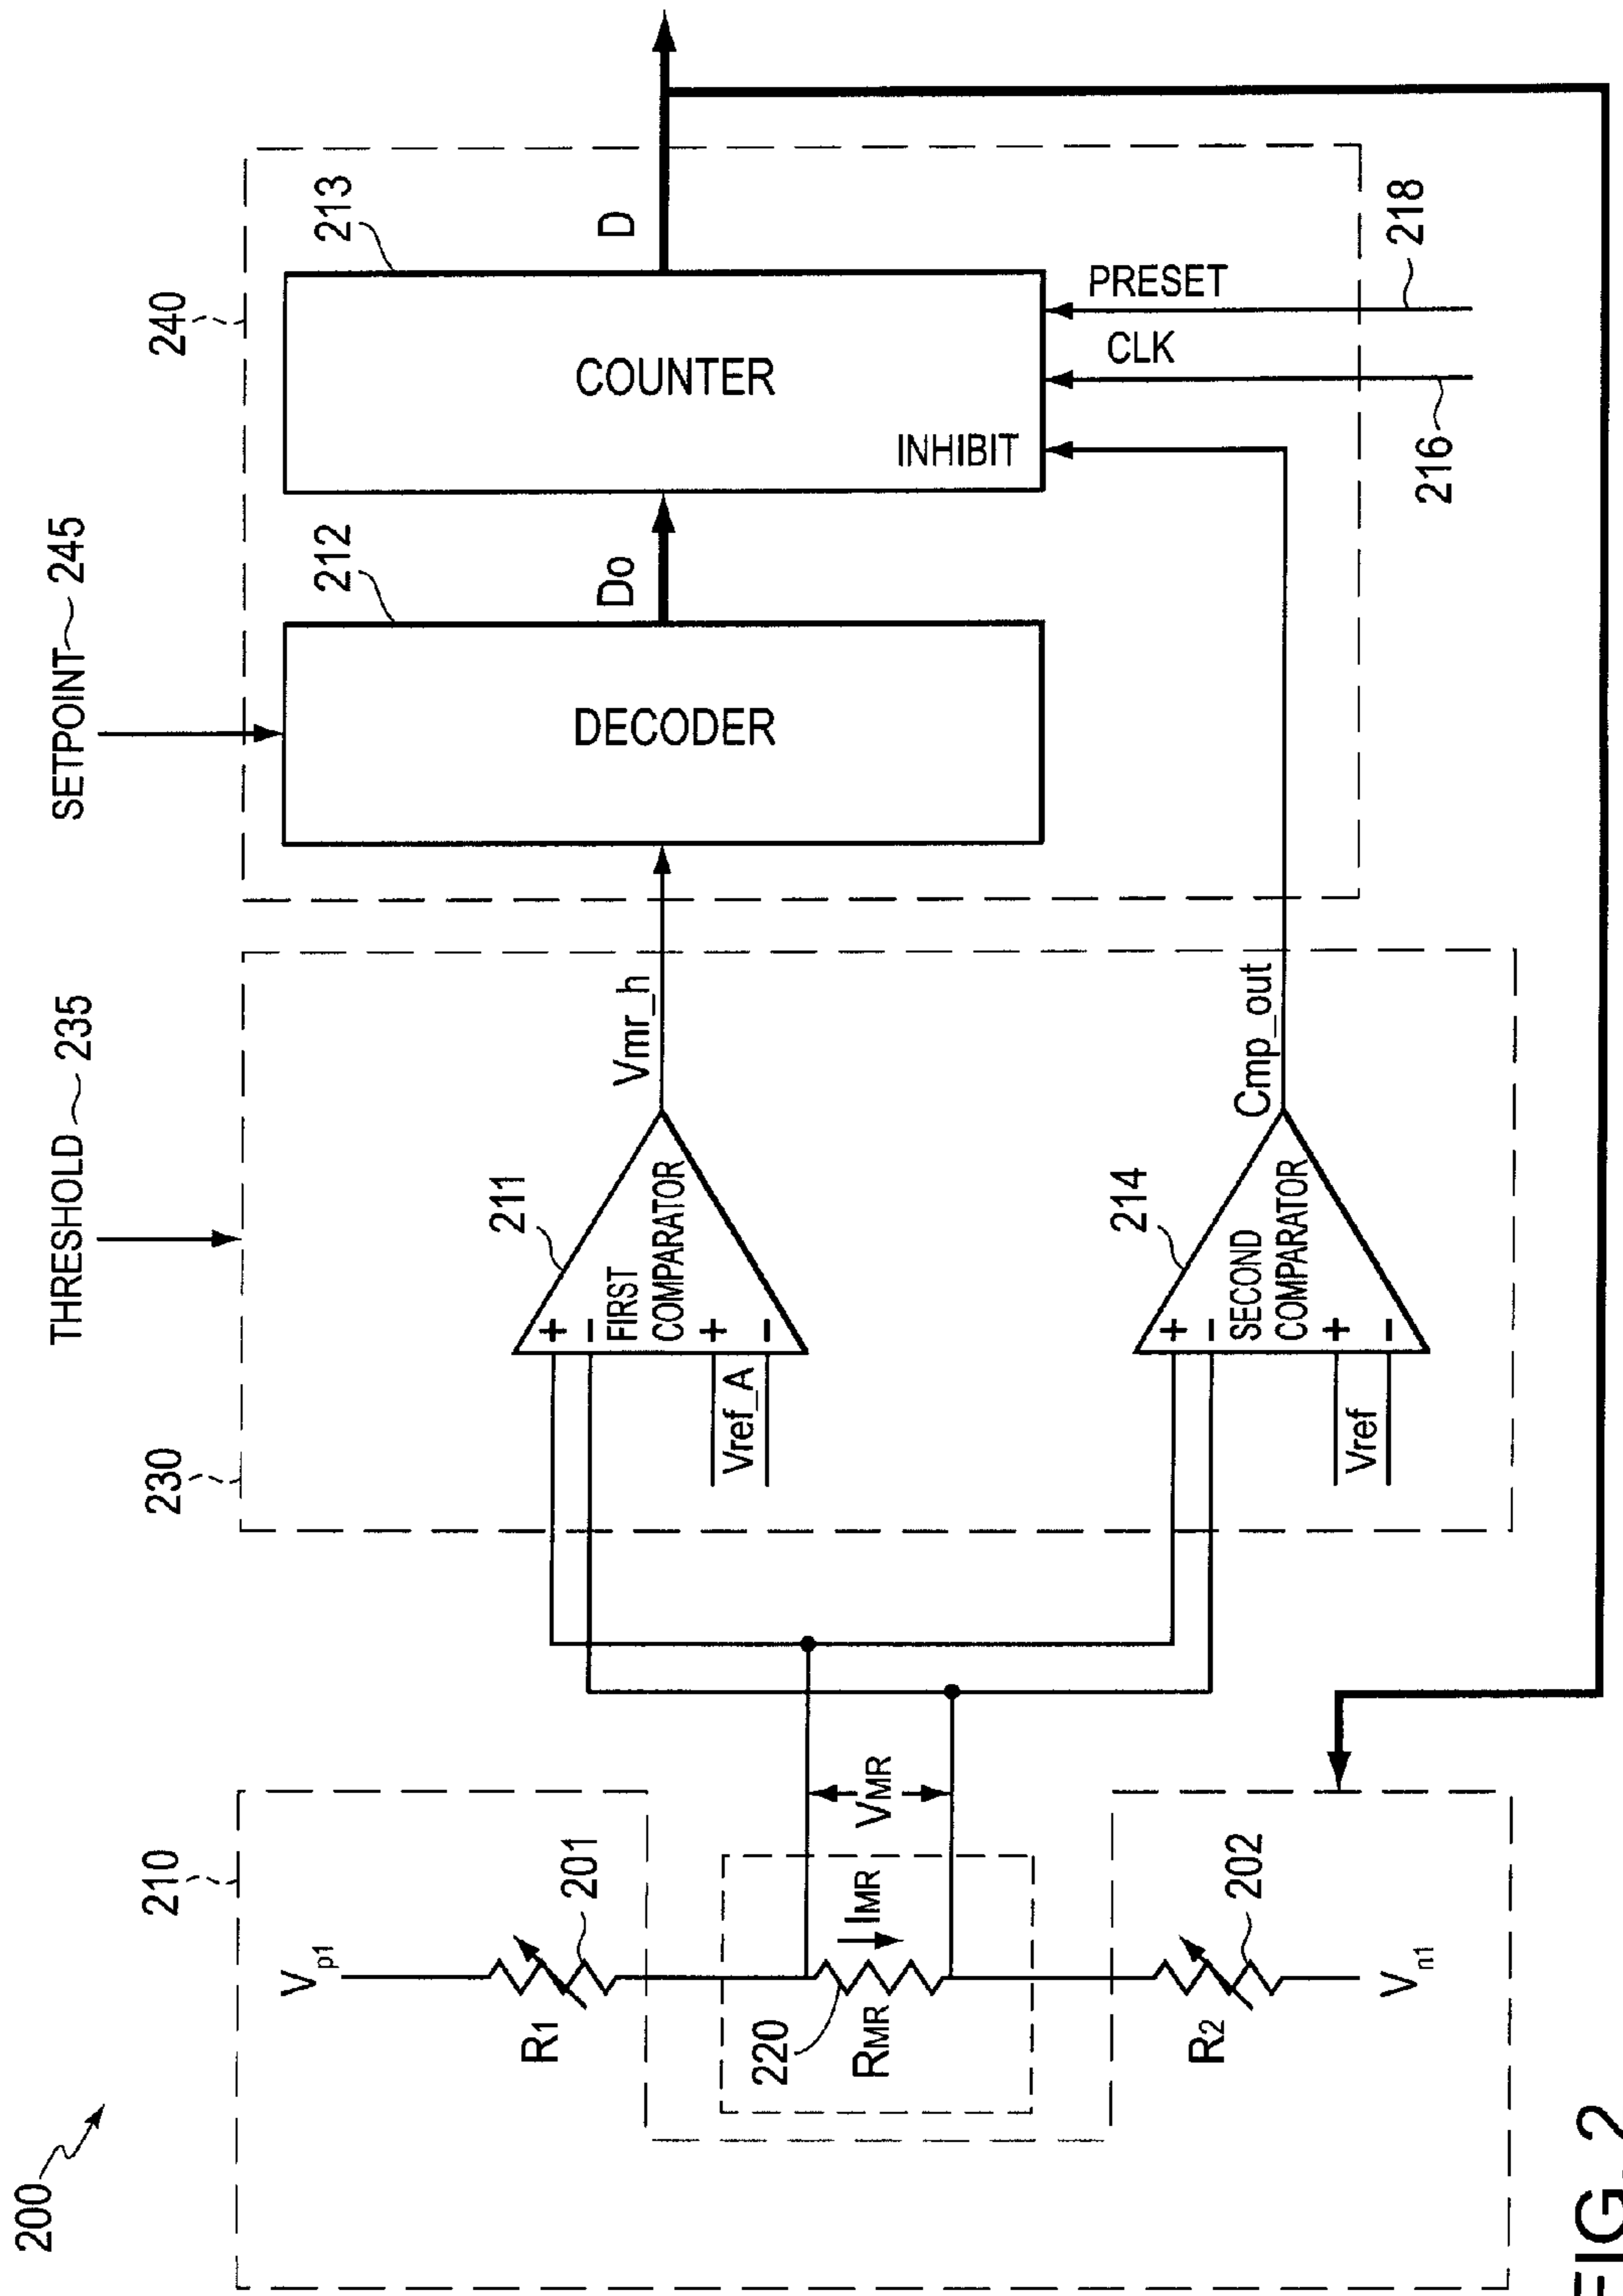 200
210
Vp1
R1
201
220
RMR
IMR
VMR
R2
202
Vn1
THRESHOLD 235
230
211
+
−
FIRST
COMPARATOR
+
−
Vref_A
Vmr_h
214
+
−
SECOND
COMPARATOR
+
−
Vref
Cmp_out
SETPOINT 245
240
212
DECODER
Do
213
COUNTER
INHIBIT
CLK
PRESET
216
218
D
FIG. 2